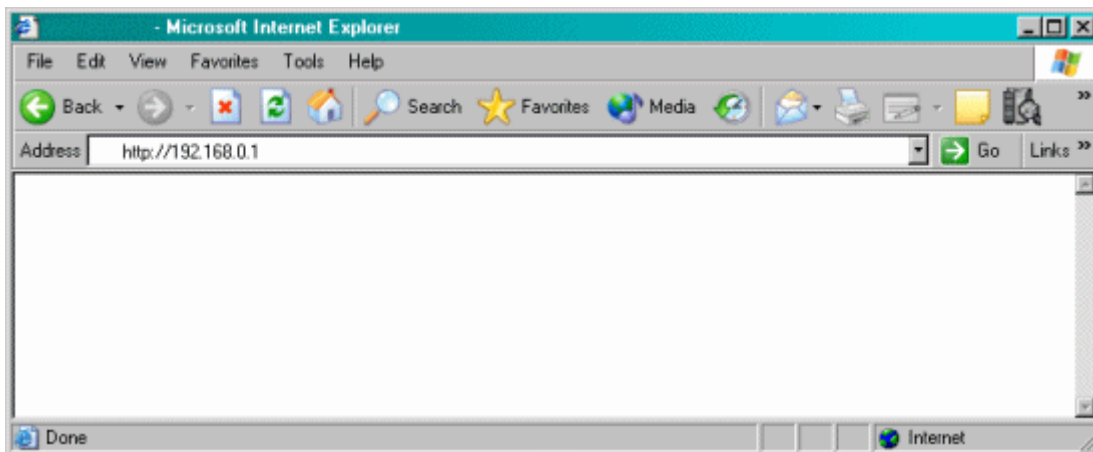 - Microsoft Internet Explorer
File Edit View Favorites Tools Help
Back Search Favorites Media »
Address http://192.168.0.1 Go Links »
Done Internet